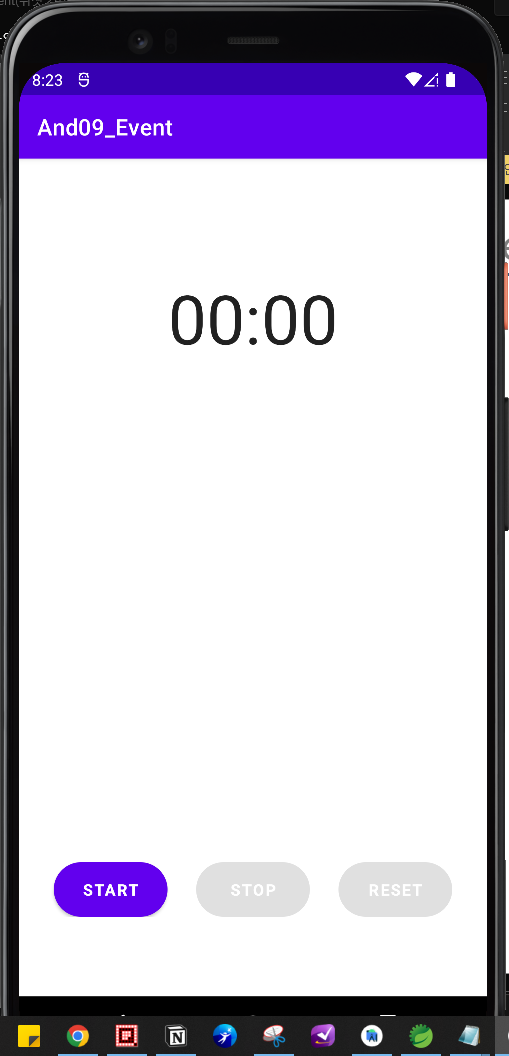 8:23
And09_Event
00:00
START STOP RESET